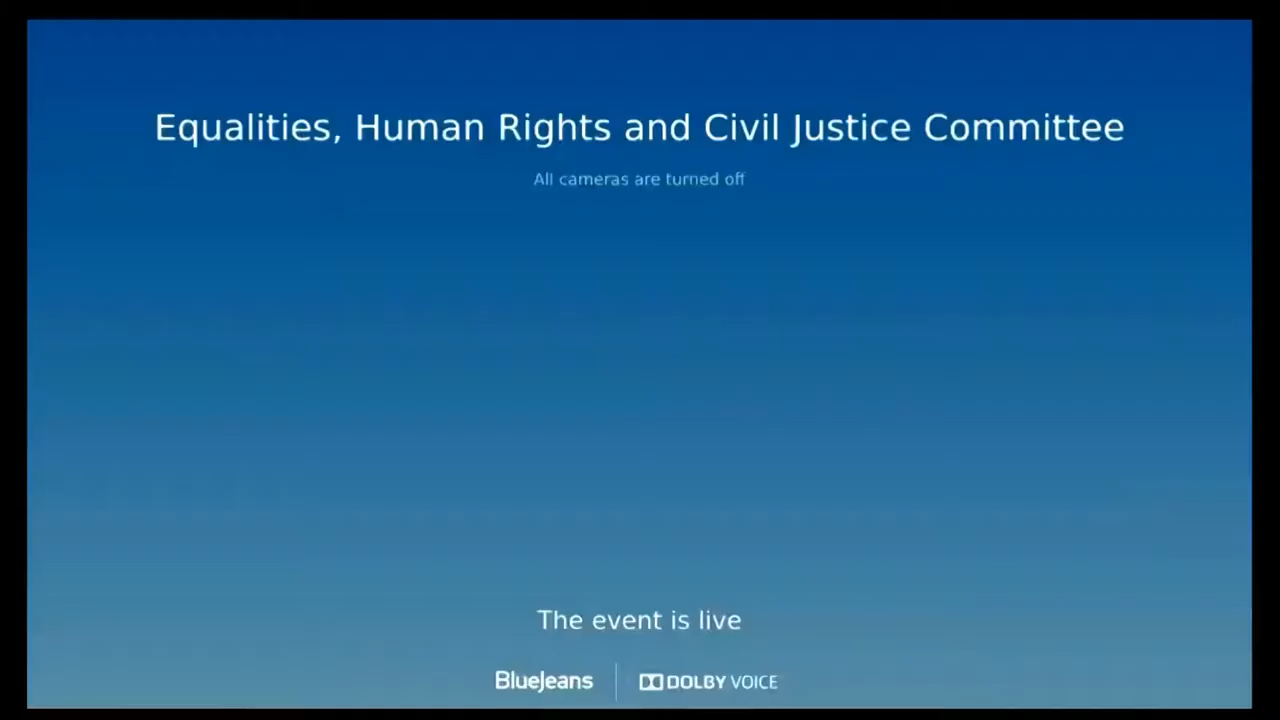 Equalities, Human Rights and Civil Justice Committee
All cameras are turned off
The event is live
BlueJeans DOLBY VOICE